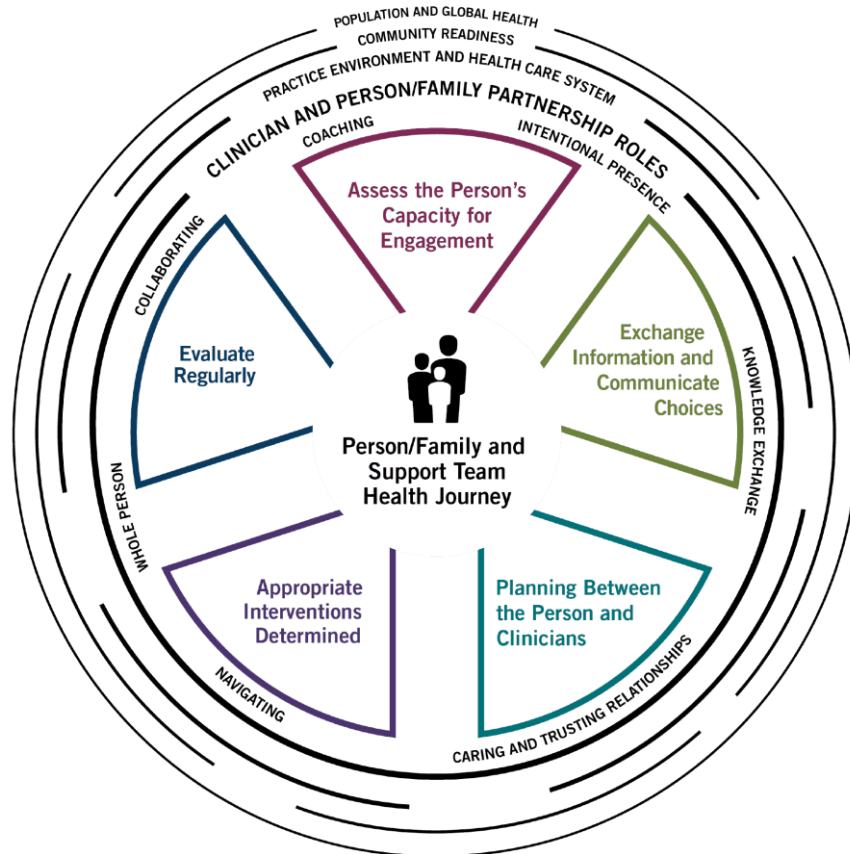 POPULATION AND GLOBAL HEALTH
COMMUNITY READINESS
PRACTICE ENVIRONMENT AND HEALTH CARE SYSTEM
CLINICIAN AND PERSON/FAMILY PARTNERSHIP ROLES
COACHING
INTENTIONAL PRESENCE
Assess the Person's
Capacity for
Engagement
COLLABORATING
Evaluate
Regularly
Exchange
Information and
Communicate
Choices
KNOWLEDGE EXCHANGE
Person/Family and
Support Team
Health Journey
WHOLE PERSON
Appropriate
Interventions
Determined
Planning Between
the Person and
Clinicians
NAVIGATING
CARING AND TRUSTING RELATIONSHIPS